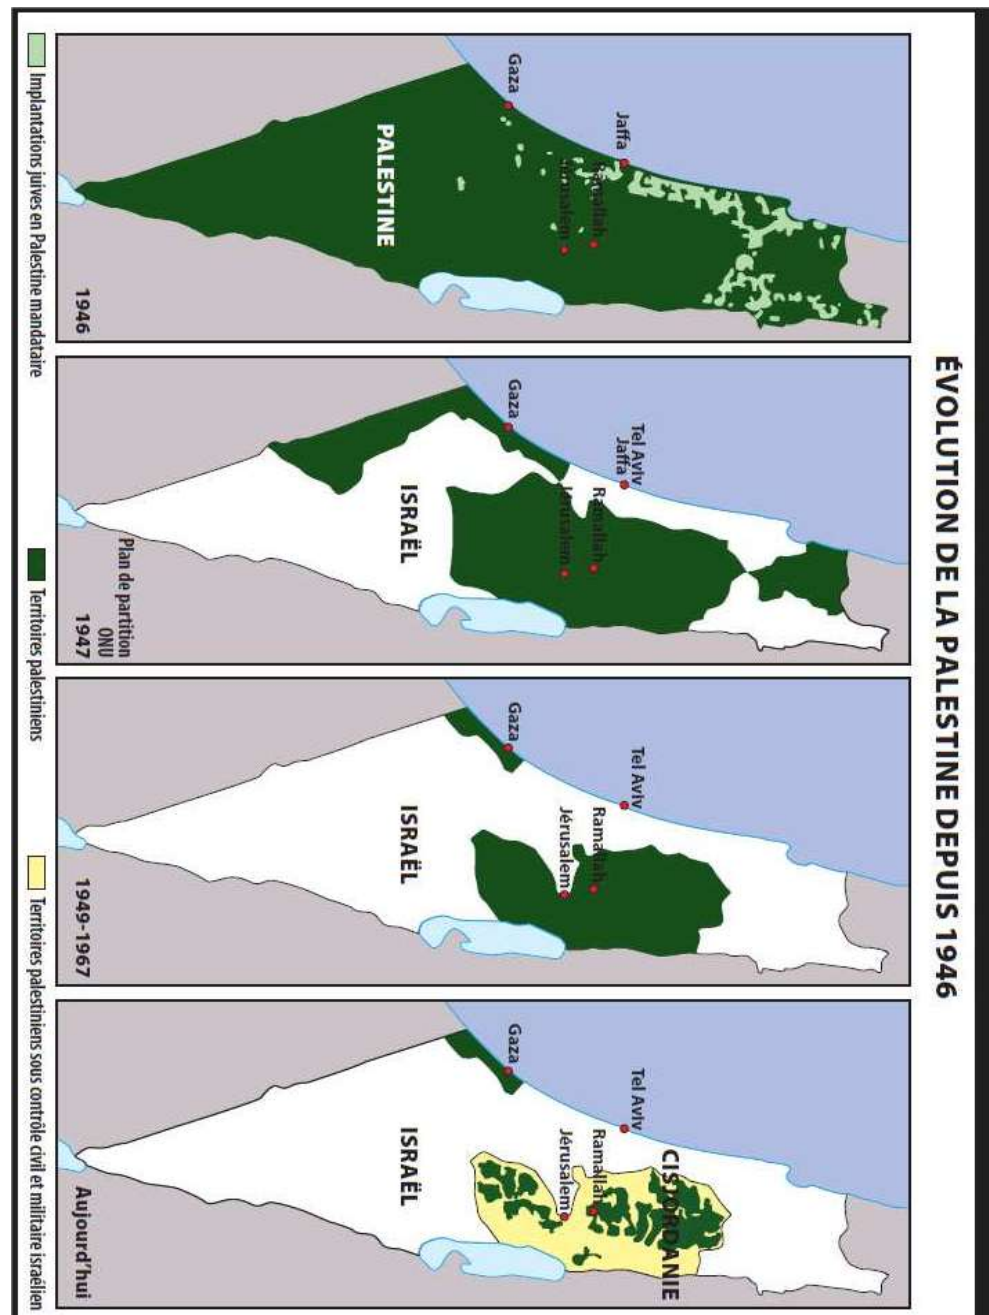 ÉVOLUTION DE LA PALESTINE DEPUIS 1946
Jaffa
Gaza
Ramallah
Jérusalem
PALESTINE
1946
Tel Aviv
Jaffa
Gaza
Ramallah
Jérusalem
ISRAËL
Plan de partition
ONU
1947
Tel Aviv
Gaza
Ramallah
Jérusalem
ISRAËL
1949-1967
Tel Aviv
Gaza
CISJORDANIE
Ramallah
Jérusalem
ISRAËL
Aujourd'hui
Implantations juives en Palestine mandataire
Territoires palestiniens
Territoires palestiniens sous contrôle civil et militaire israélien